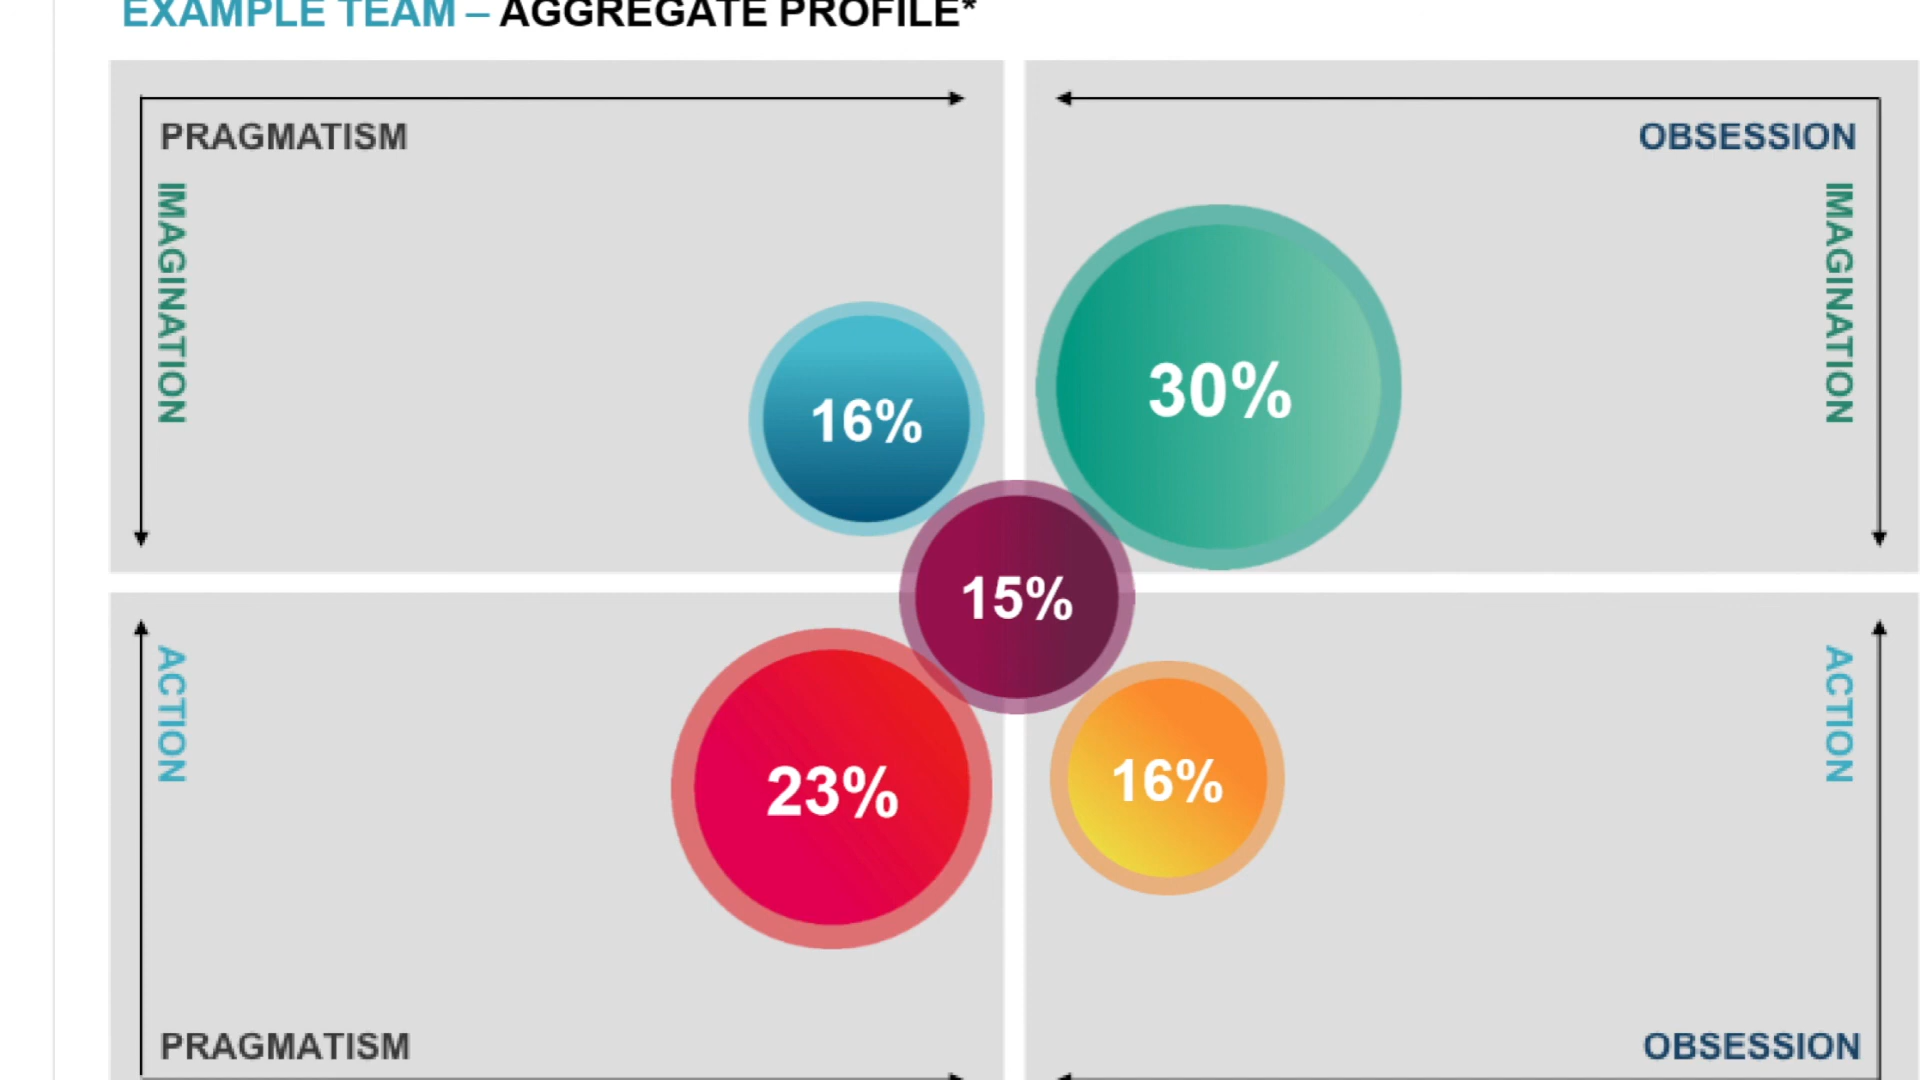 EXAMPLE TEAM – AGGREGATE PROFILE*
PRAGMATISM
OBSESSION
IMAGINATION
IMAGINATION
30%
16%
15%
ACTION
ACTION
23%
16%
PRAGMATISM
OBSESSION